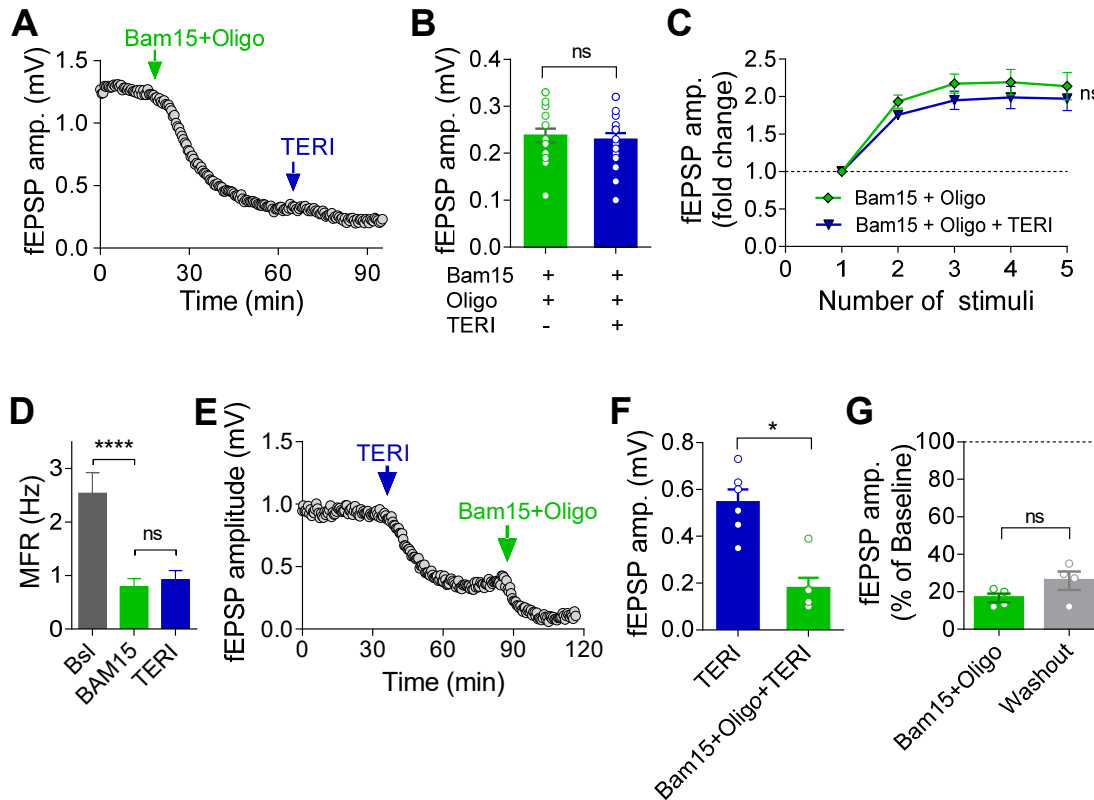 A
Bam15+Oligo
TERI
fEPSP amp. (mV)
1.5
1.0
0.5
0.0
0 30 60 90
Time (min)
B
ns
fEPSP amp. (mV)
0.4
0.3
0.2
0.1
0.0
Bam15 + +
Oligo + +
TERI - +
C
fEPSP amp.
(fold change)
2.5
2.0
1.5
1.0
0.5
0.0
ns
Bam15 + Oligo
Bam15 + Oligo + TERI
0 1 2 3 4 5
Number of stimuli
D
****
ns
MFR (Hz)
3
2
1
0
Bsl
BAM15
TERI
E
TERI
Bam15+Oligo
fEPSP amplitude (mV)
1.5
1.0
0.5
0.0
0 30 60 90 120
Time (min)
F
*
fEPSP amp. (mV)
0.8
0.6
0.4
0.2
0.0
TERI
Bam15+Oligo+TERI
G
ns
fEPSP amp.
(% of Baseline)
100
80
60
40
20
0
Bam15+Oligo
Washout